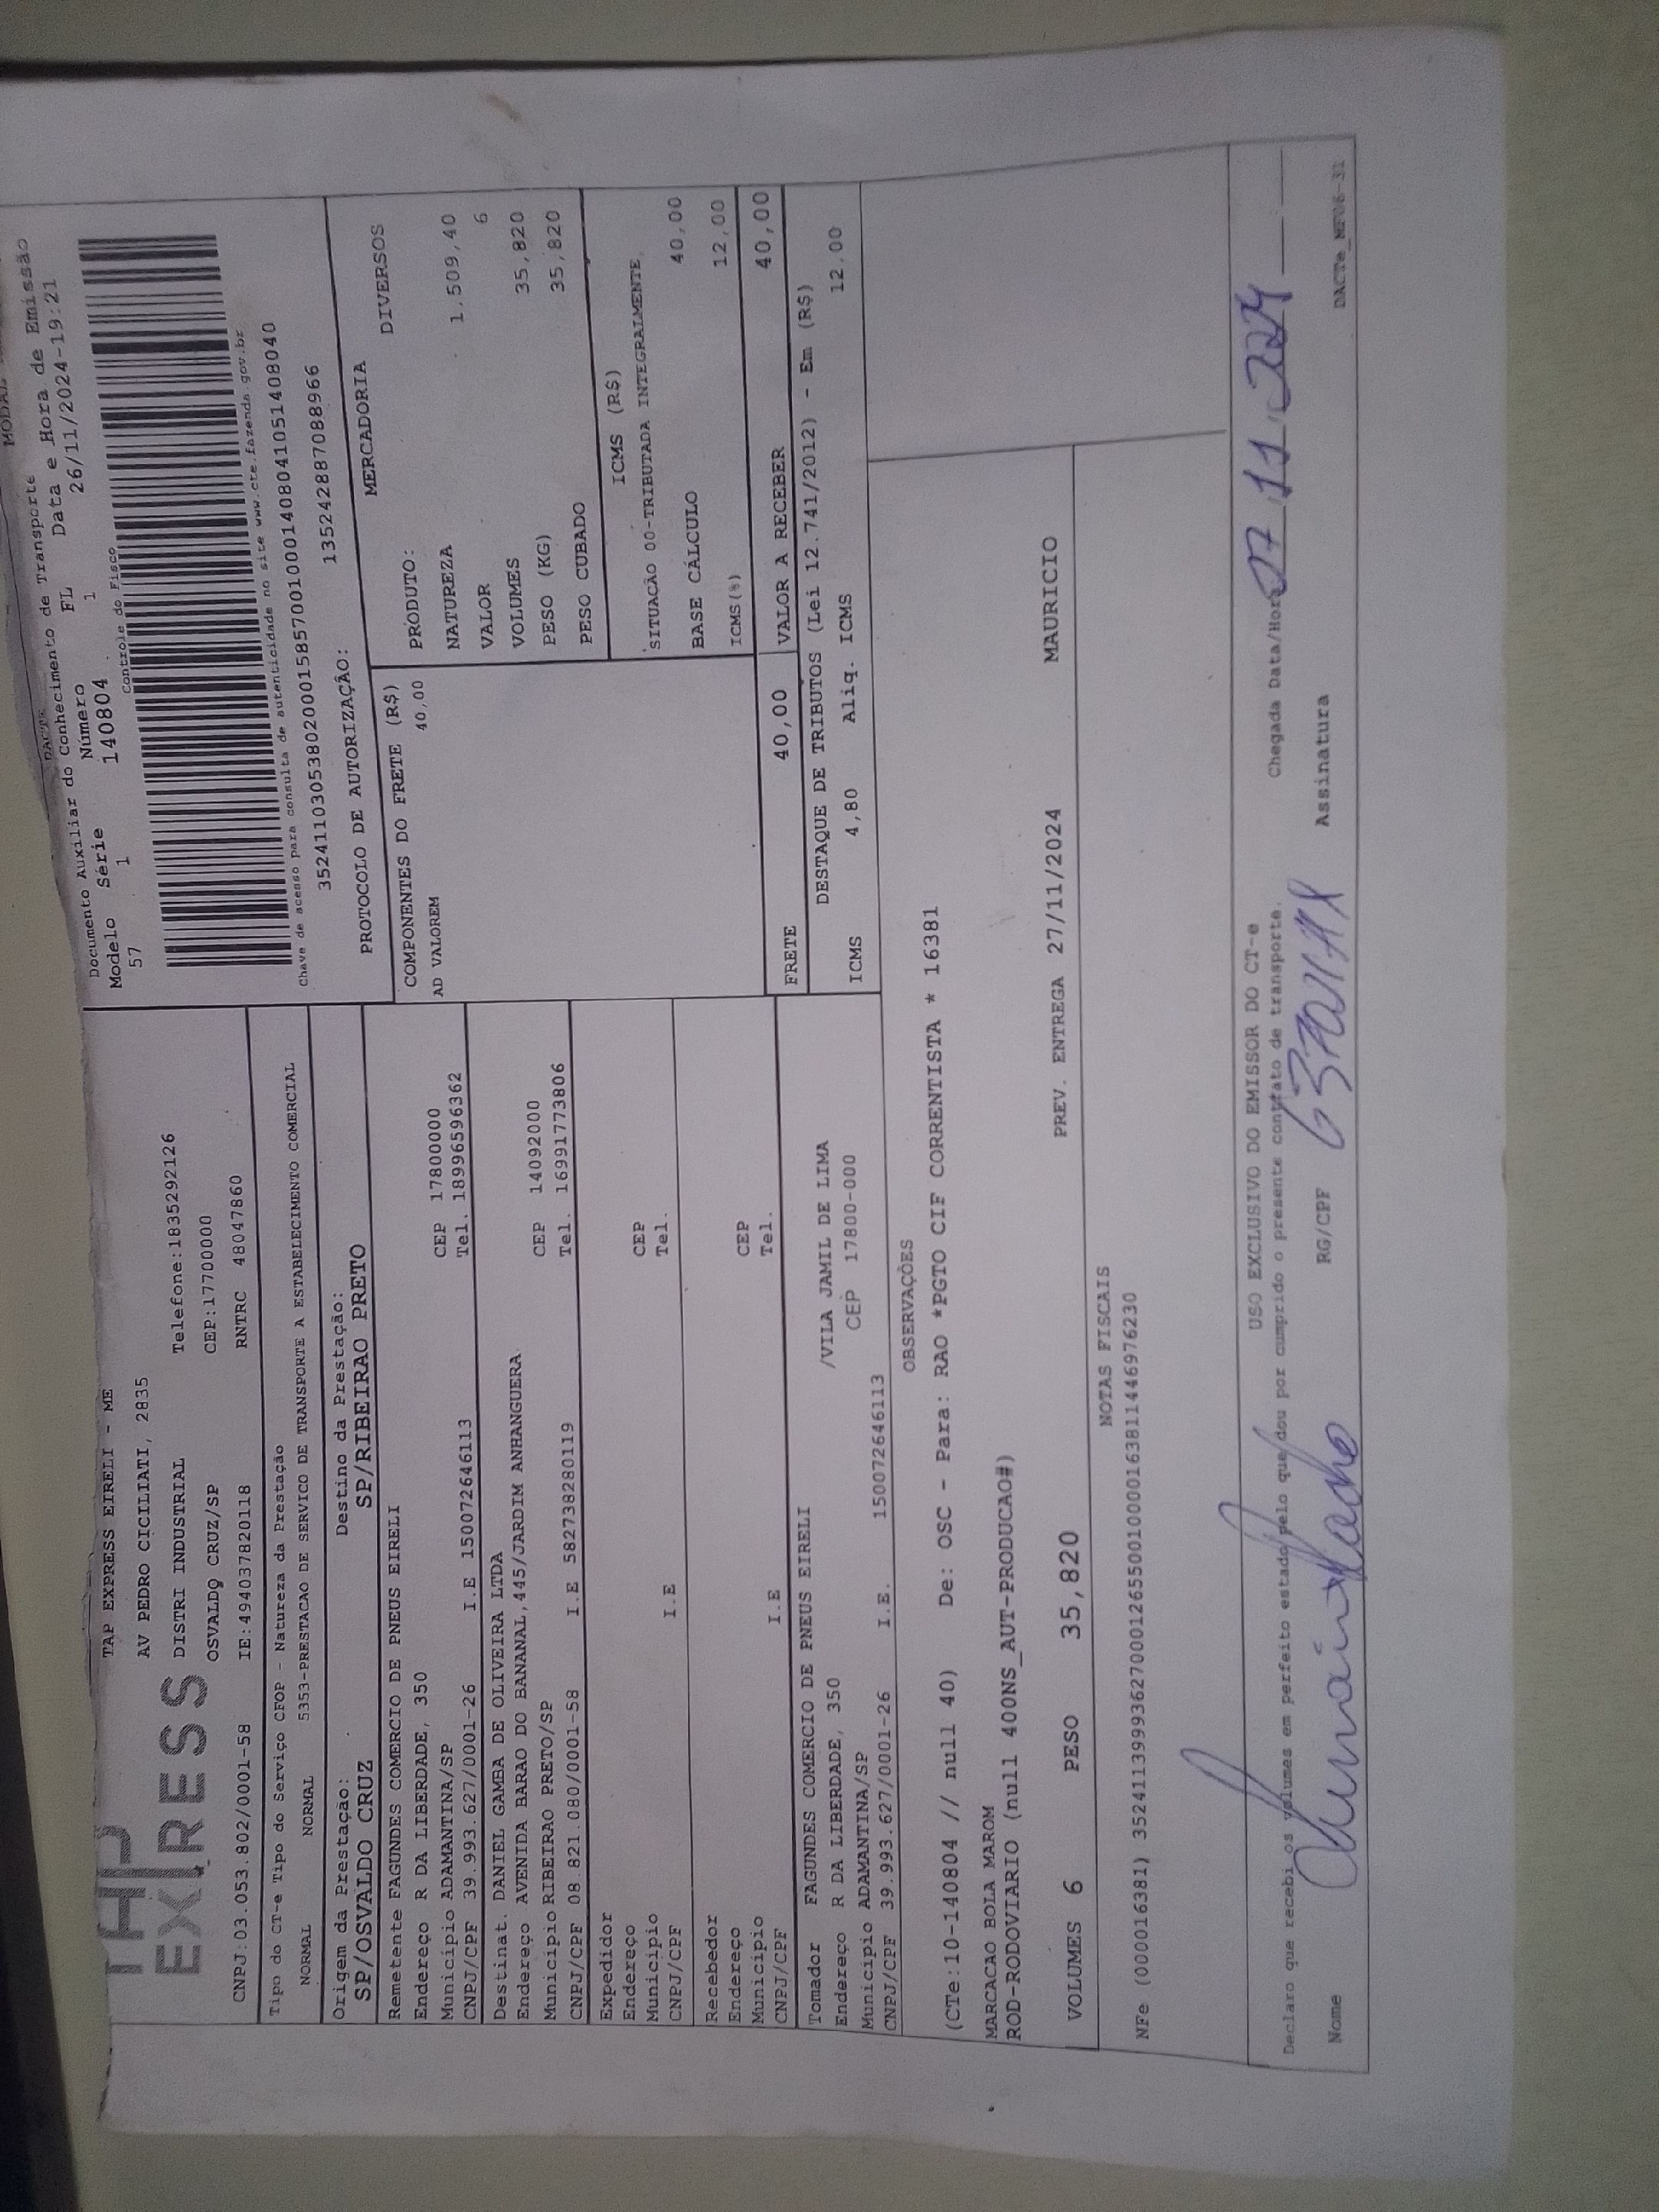 TAP
EXPRESS
TAP EXPRESS EIRELI - ME
AV PEDRO CICILIATI, 2835
DISTRI INDUSTRIAL Telefone:1835292126
OSVALDO CRUZ/SP CEP:17700000
CNPJ:03.053.802/0001-58 IE:494037820118 RNTRC 48047860
Tipo do CT-e Tipo do Serviço CFOP - Natureza da Prestação
NORMAL NORMAL 5353-PRESTACAO DE SERVICO DE TRANSPORTE A ESTABELECIMENTO COMERCIAL
Origem da Prestação: Destino da Prestação:
SP/OSVALDO CRUZ SP/RIBEIRAO PRETO
Remetente FAGUNDES COMERCIO DE PNEUS EIRELI
Endereço R DA LIBERDADE, 350
Município ADAMANTINA/SP CEP 17800000
CNPJ/CPF 39.993.627/0001-26 I.E 150072646113 Tel. 18996596362
Destinat. DANIEL GAMBA DE OLIVEIRA LTDA
Endereço AVENIDA BARAO DO BANANAL,445/JARDIM ANHANGUERA
Município RIBEIRAO PRETO/SP CEP 14092000
CNPJ/CPF 08.821.080/0001-58 I.E 582738280119 Tel. 16991773806
Expedidor
Endereço
Município CEP
CNPJ/CPF I.E Tel.
Recebedor
Endereço
Município CEP
CNPJ/CPF I.E Tel.
Tomador FAGUNDES COMERCIO DE PNEUS EIRELI
Endereço R DA LIBERDADE, 350 /VILA JAMIL DE LIMA
Município ADAMANTINA/SP CEP 17800-000
CNPJ/CPF 39.993.627/0001-26 I.E. 150072646113
MODAL
DACTE
Documento Auxiliar do Conhecimento de Transporte
Modelo Série Número FL Data e Hora de Emissão
57 1 140804 1 26/11/2024-19:21
Controle do Fisco
Chave de acesso para consulta de autenticidade no site www.cte.fazenda.gov.br
35241103053802000158570010001408041051408040
PROTOCOLO DE AUTORIZAÇÃO: 135242887088966
COMPONENTES DO FRETE (R$)
AD VALOREM 40,00
MERCADORIA
PRODUTO: DIVERSOS
NATUREZA
VALOR 1.509,40
VOLUMES 6
PESO (KG) 35,820
PESO CUBADO 35,820
ICMS (R$)
SITUACÃO 00-TRIBUTADA INTEGRALMENTE
BASE CÁLCULO 40,00
ICMS(%) 12,00
FRETE 40,00 VALOR A RECEBER 40,00
DESTAQUE DE TRIBUTOS (Lei 12.741/2012) - Em (R$)
ICMS 4,80 Aliq. ICMS 12.00
OBSERVAÇÕES
(CTe:10-140804 // null 40) De: OSC - Para: RAO *PGTO CIF CORRENTISTA * 16381
MARCACAO BOLA MAROM
ROD-RODOVIARIO (null 400NS_AUT-PRODUCAO#)
VOLUMES 6 PESO 35,820 PREV. ENTREGA 27/11/2024 MAURICIO
NOTAS FISCAIS
NFe (000016381) 35241139993627000126550010000163811446976230
USO EXCLUSIVO DO EMISSOR DO CT-e
Declaro que recebi os volumes em perfeito estado pelo que dou por cumprido o presente contrato de transporte. Chegada Data/Hora 27 11 2024
Nome RG/CPF Assinatura
DACTe_MF06-31